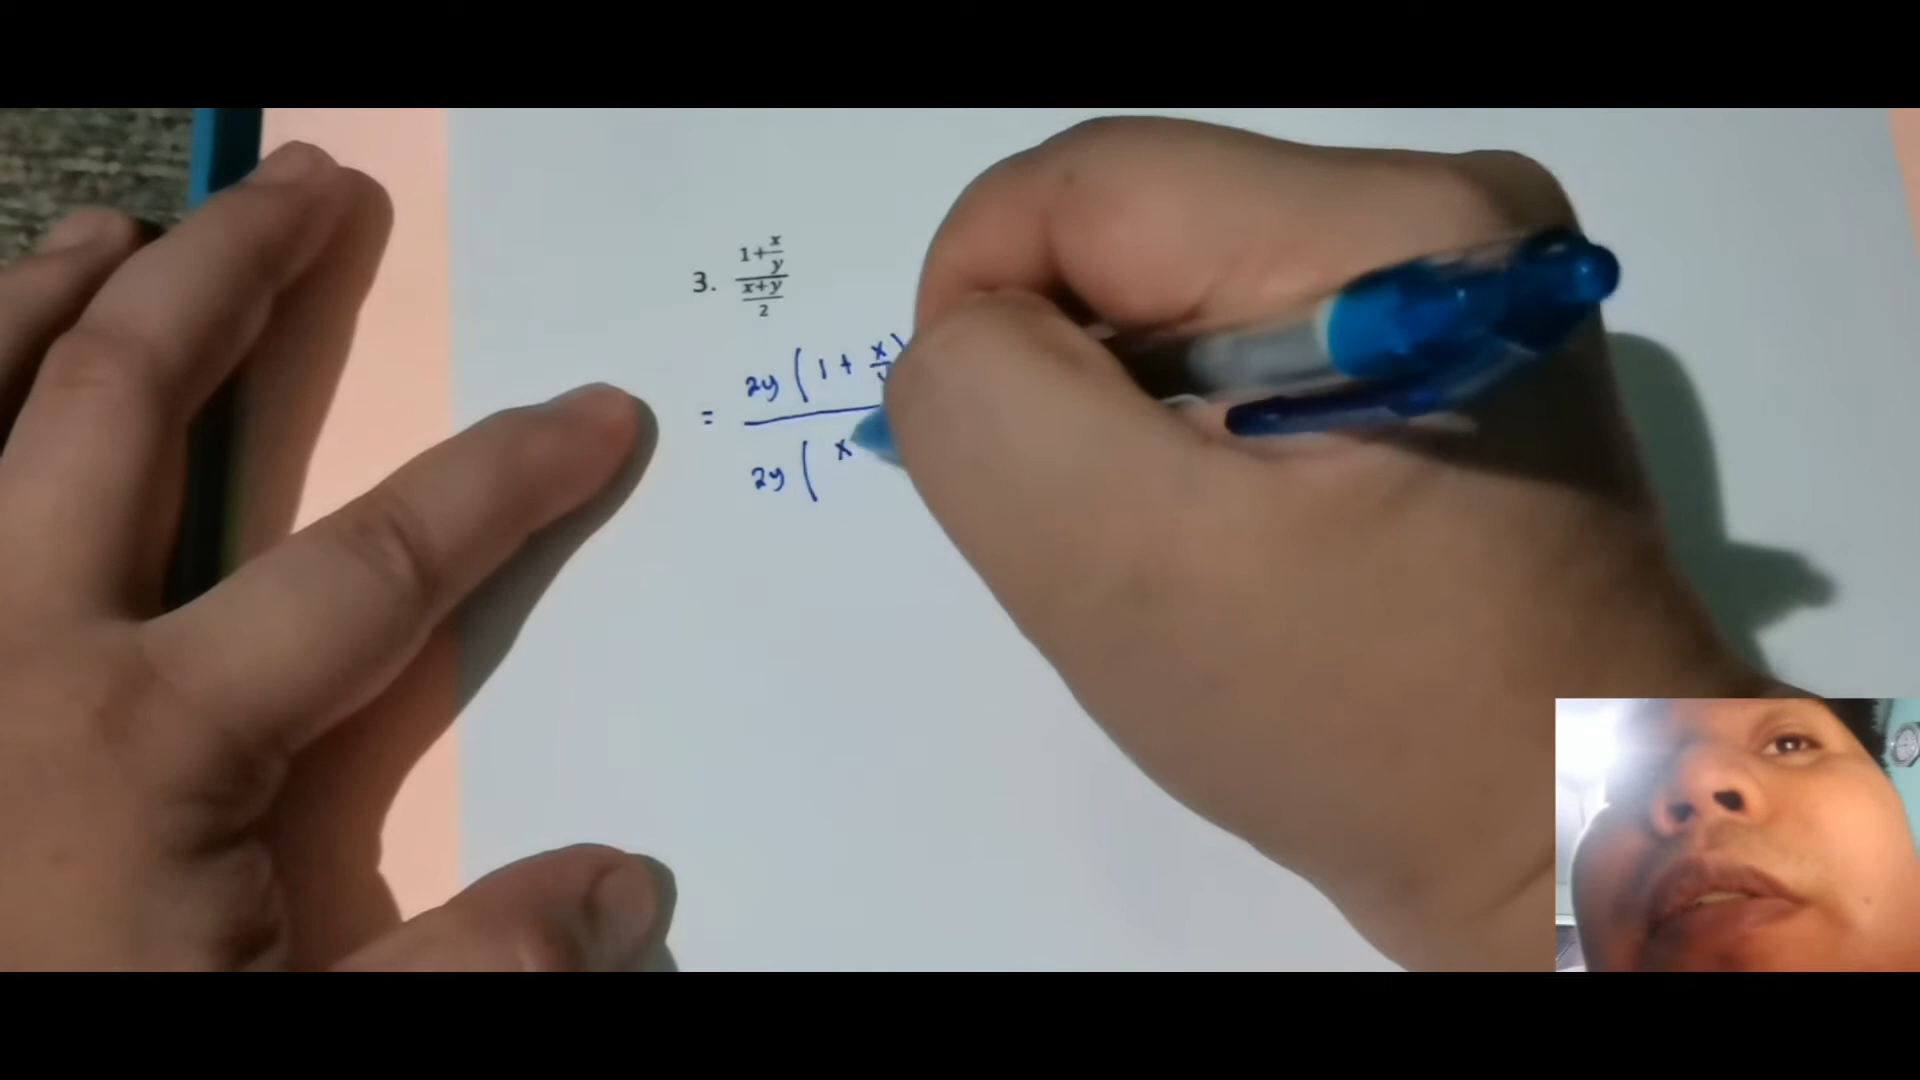 3. (1+x/y)/((x+y)/2)
= 2y(1 + x/y)
2y( x